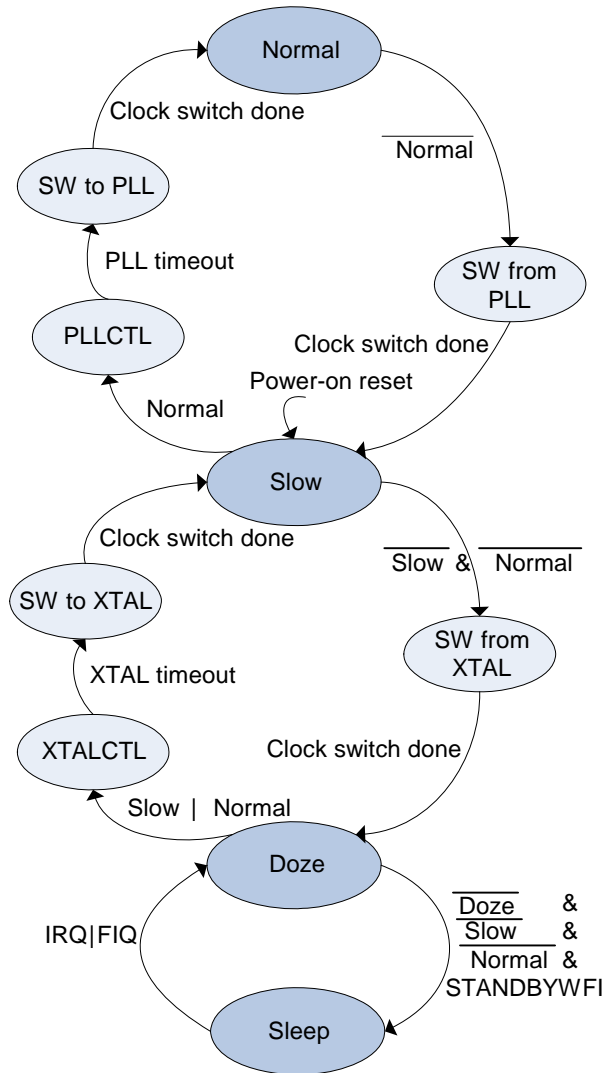 Normal
Clock switch done
Normal
SW to PLL
PLL timeout
SW from
PLL
PLLCTL
Clock switch done
Power-on reset
Normal
Slow
Clock switch done
Slow & Normal
SW to XTAL
SW from
XTAL
XTAL timeout
XTALCTL
Clock switch done
Slow | Normal
Doze
IRQ|FIQ
Doze &
Slow &
Normal &
STANDBYWFI
Sleep